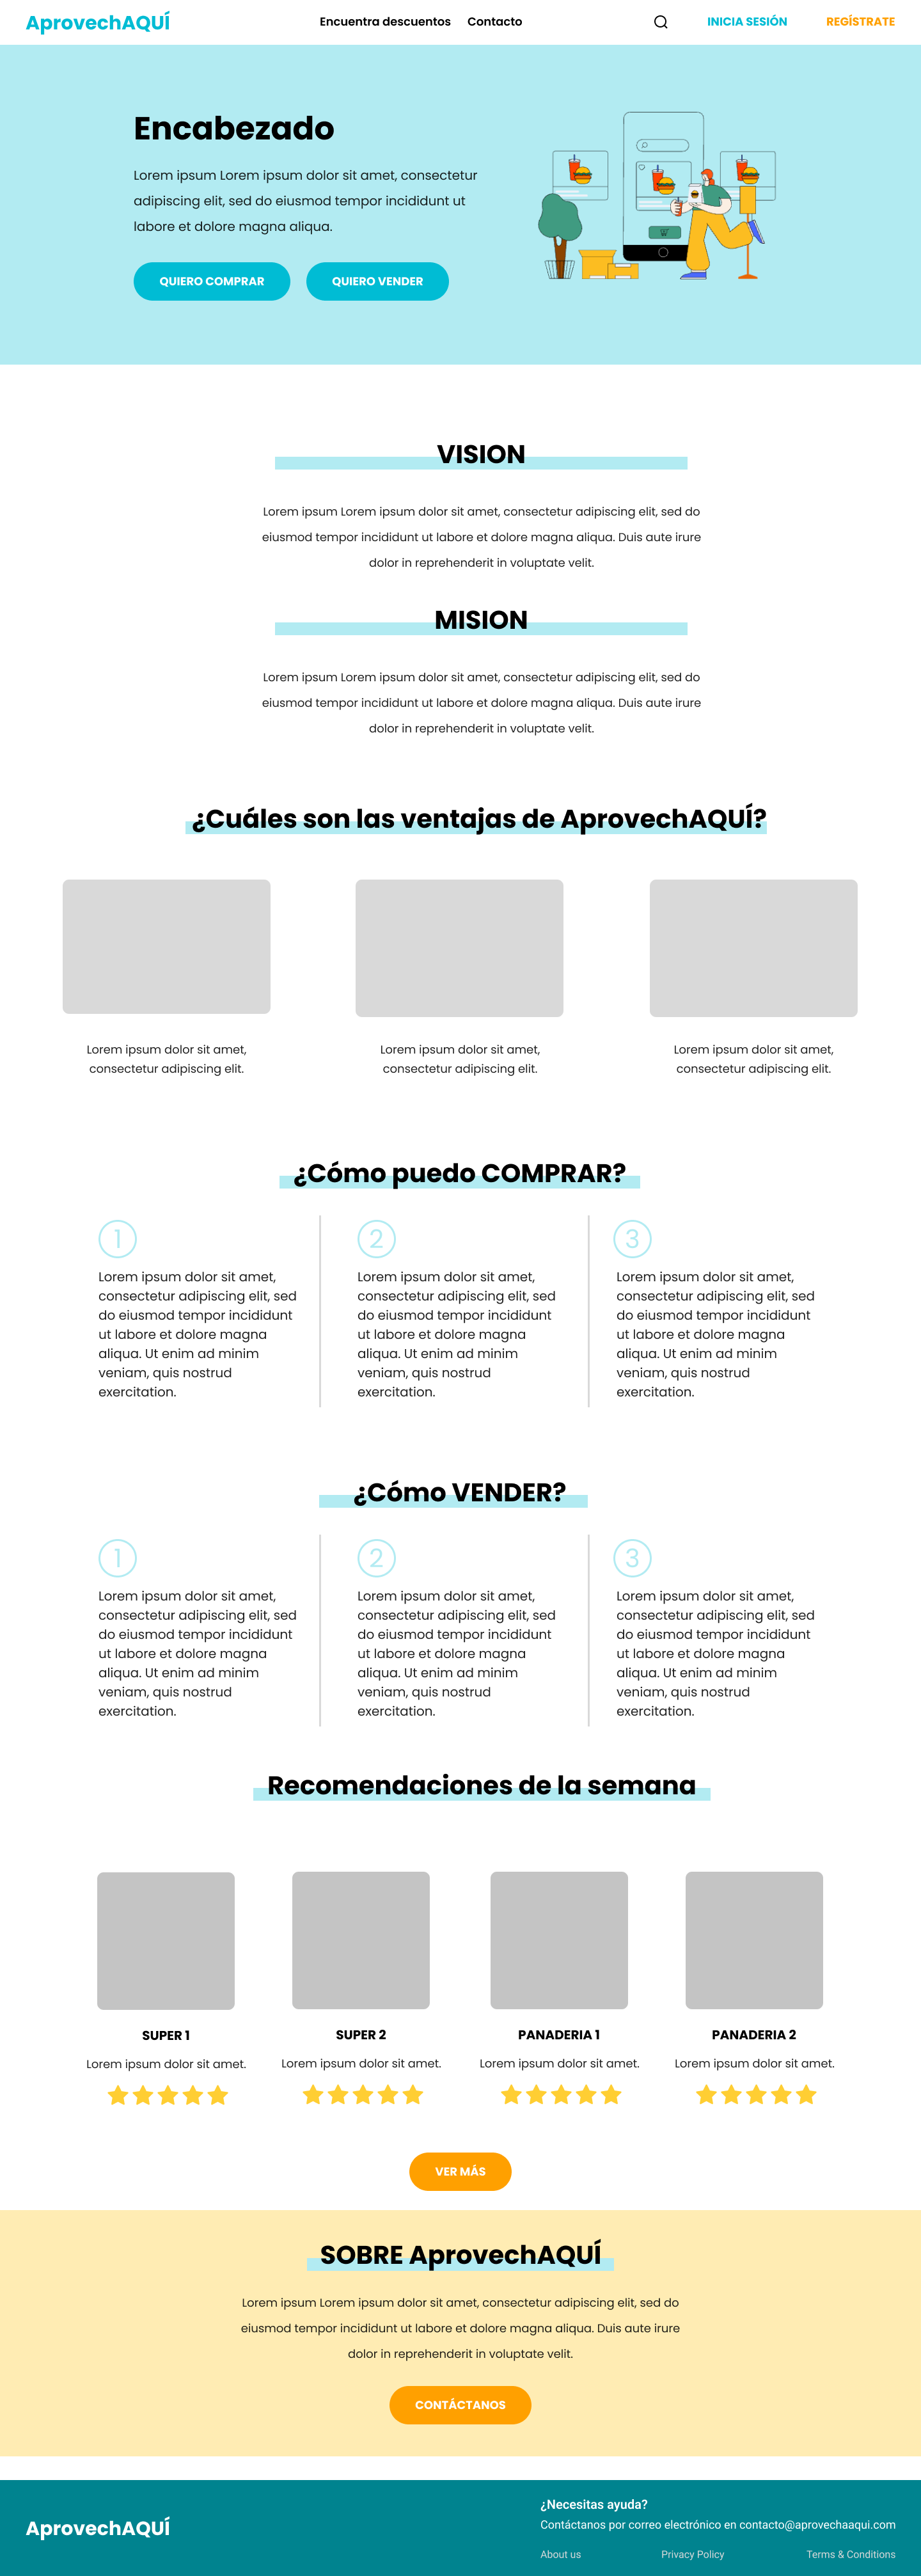 AprovechAQUÍ
Encuentra descuentos
Contacto
INICIA SESIÓN
REGÍSTRATE
Encabezado
Lorem ipsum Lorem ipsum dolor sit amet, consectetur
adipiscing elit, sed do eiusmod tempor incididunt ut
labore et dolore magna aliqua.
QUIERO COMPRAR
QUIERO VENDER
VISION
Lorem ipsum Lorem ipsum dolor sit amet, consectetur adipiscing elit, sed do
eiusmod tempor incididunt ut labore et dolore magna aliqua. Duis aute irure
dolor in reprehenderit in voluptate velit.
MISION
Lorem ipsum Lorem ipsum dolor sit amet, consectetur adipiscing elit, sed do
eiusmod tempor incididunt ut labore et dolore magna aliqua. Duis aute irure
dolor in reprehenderit in voluptate velit.
¿Cuáles son las ventajas de AprovechAQUÍ?
Lorem ipsum dolor sit amet,
consectetur adipiscing elit.
Lorem ipsum dolor sit amet,
consectetur adipiscing elit.
Lorem ipsum dolor sit amet,
consectetur adipiscing elit.
¿Cómo puedo COMPRAR?
1
Lorem ipsum dolor sit amet,
consectetur adipiscing elit, sed
do eiusmod tempor incididunt
ut labore et dolore magna
aliqua. Ut enim ad minim
veniam, quis nostrud
exercitation.
2
Lorem ipsum dolor sit amet,
consectetur adipiscing elit, sed
do eiusmod tempor incididunt
ut labore et dolore magna
aliqua. Ut enim ad minim
veniam, quis nostrud
exercitation.
3
Lorem ipsum dolor sit amet,
consectetur adipiscing elit, sed
do eiusmod tempor incididunt
ut labore et dolore magna
aliqua. Ut enim ad minim
veniam, quis nostrud
exercitation.
¿Cómo VENDER?
1
Lorem ipsum dolor sit amet,
consectetur adipiscing elit, sed
do eiusmod tempor incididunt
ut labore et dolore magna
aliqua. Ut enim ad minim
veniam, quis nostrud
exercitation.
2
Lorem ipsum dolor sit amet,
consectetur adipiscing elit, sed
do eiusmod tempor incididunt
ut labore et dolore magna
aliqua. Ut enim ad minim
veniam, quis nostrud
exercitation.
3
Lorem ipsum dolor sit amet,
consectetur adipiscing elit, sed
do eiusmod tempor incididunt
ut labore et dolore magna
aliqua. Ut enim ad minim
veniam, quis nostrud
exercitation.
Recomendaciones de la semana
SUPER 1
Lorem ipsum dolor sit amet.
SUPER 2
Lorem ipsum dolor sit amet.
PANADERIA 1
Lorem ipsum dolor sit amet.
PANADERIA 2
Lorem ipsum dolor sit amet.
VER MÁS
SOBRE AprovechAQUÍ
Lorem ipsum Lorem ipsum dolor sit amet, consectetur adipiscing elit, sed do
eiusmod tempor incididunt ut labore et dolore magna aliqua. Duis aute irure
dolor in reprehenderit in voluptate velit.
CONTÁCTANOS
AprovechAQUÍ
¿Necesitas ayuda?
Contáctanos por correo electrónico en contacto@aprovechaaqui.com
About us
Privacy Policy
Terms & Conditions